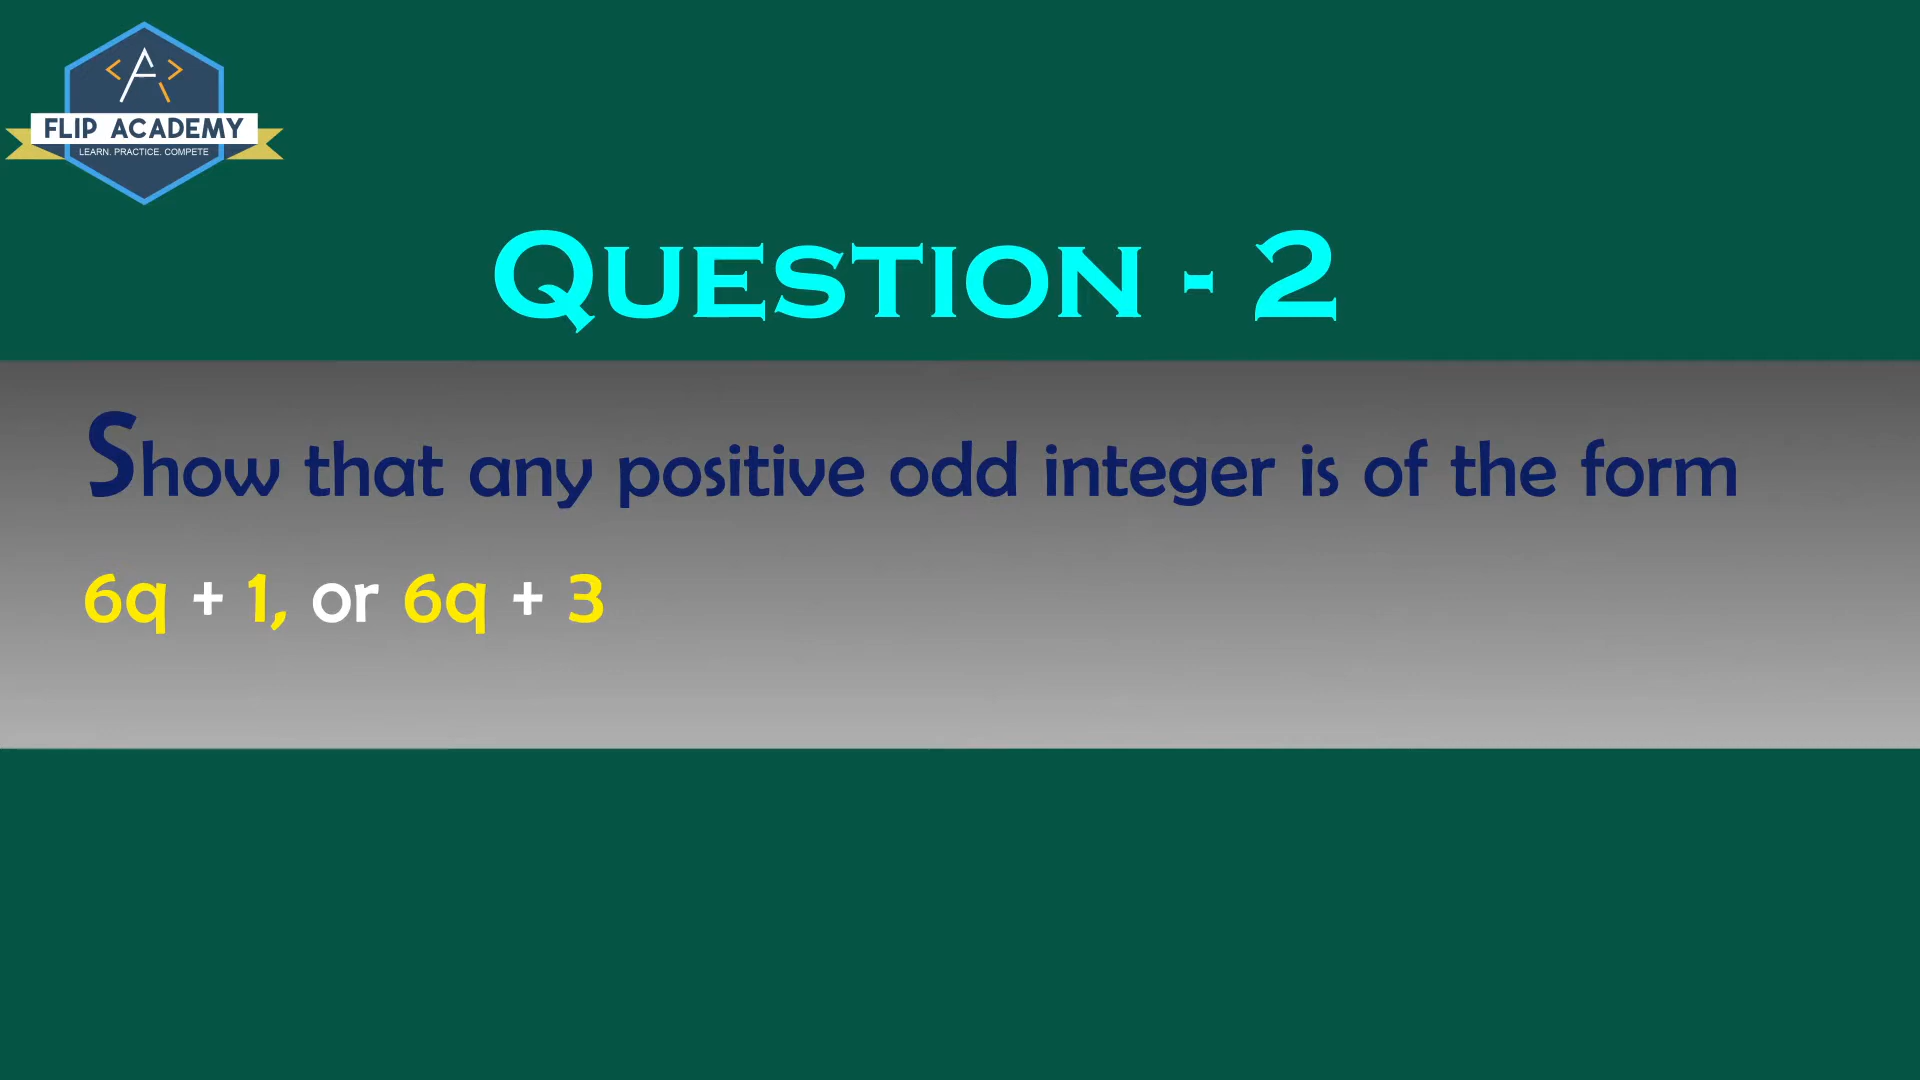 FLIP ACADEMY
LEARN. PRACTICE. COMPETE
QUESTION - 2
Show that any positive odd integer is of the form
6q + 1, or 6q + 3